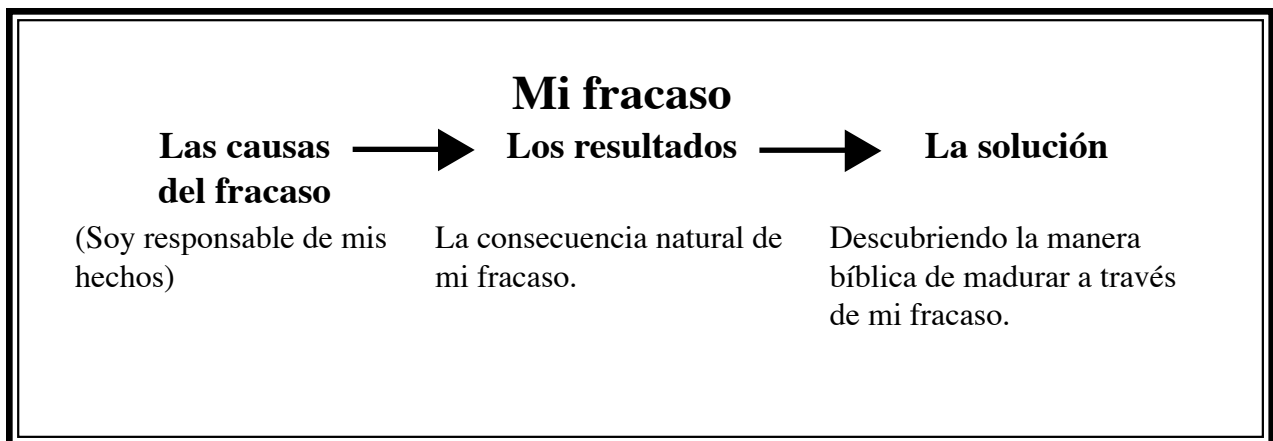 Mi fracaso
Las causas
del fracaso
(Soy responsable de mis
hechos)
Los resultados
La consecuencia natural de
mi fracaso.
La solución
Descubriendo la manera
bíblica de madurar a través
de mi fracaso.